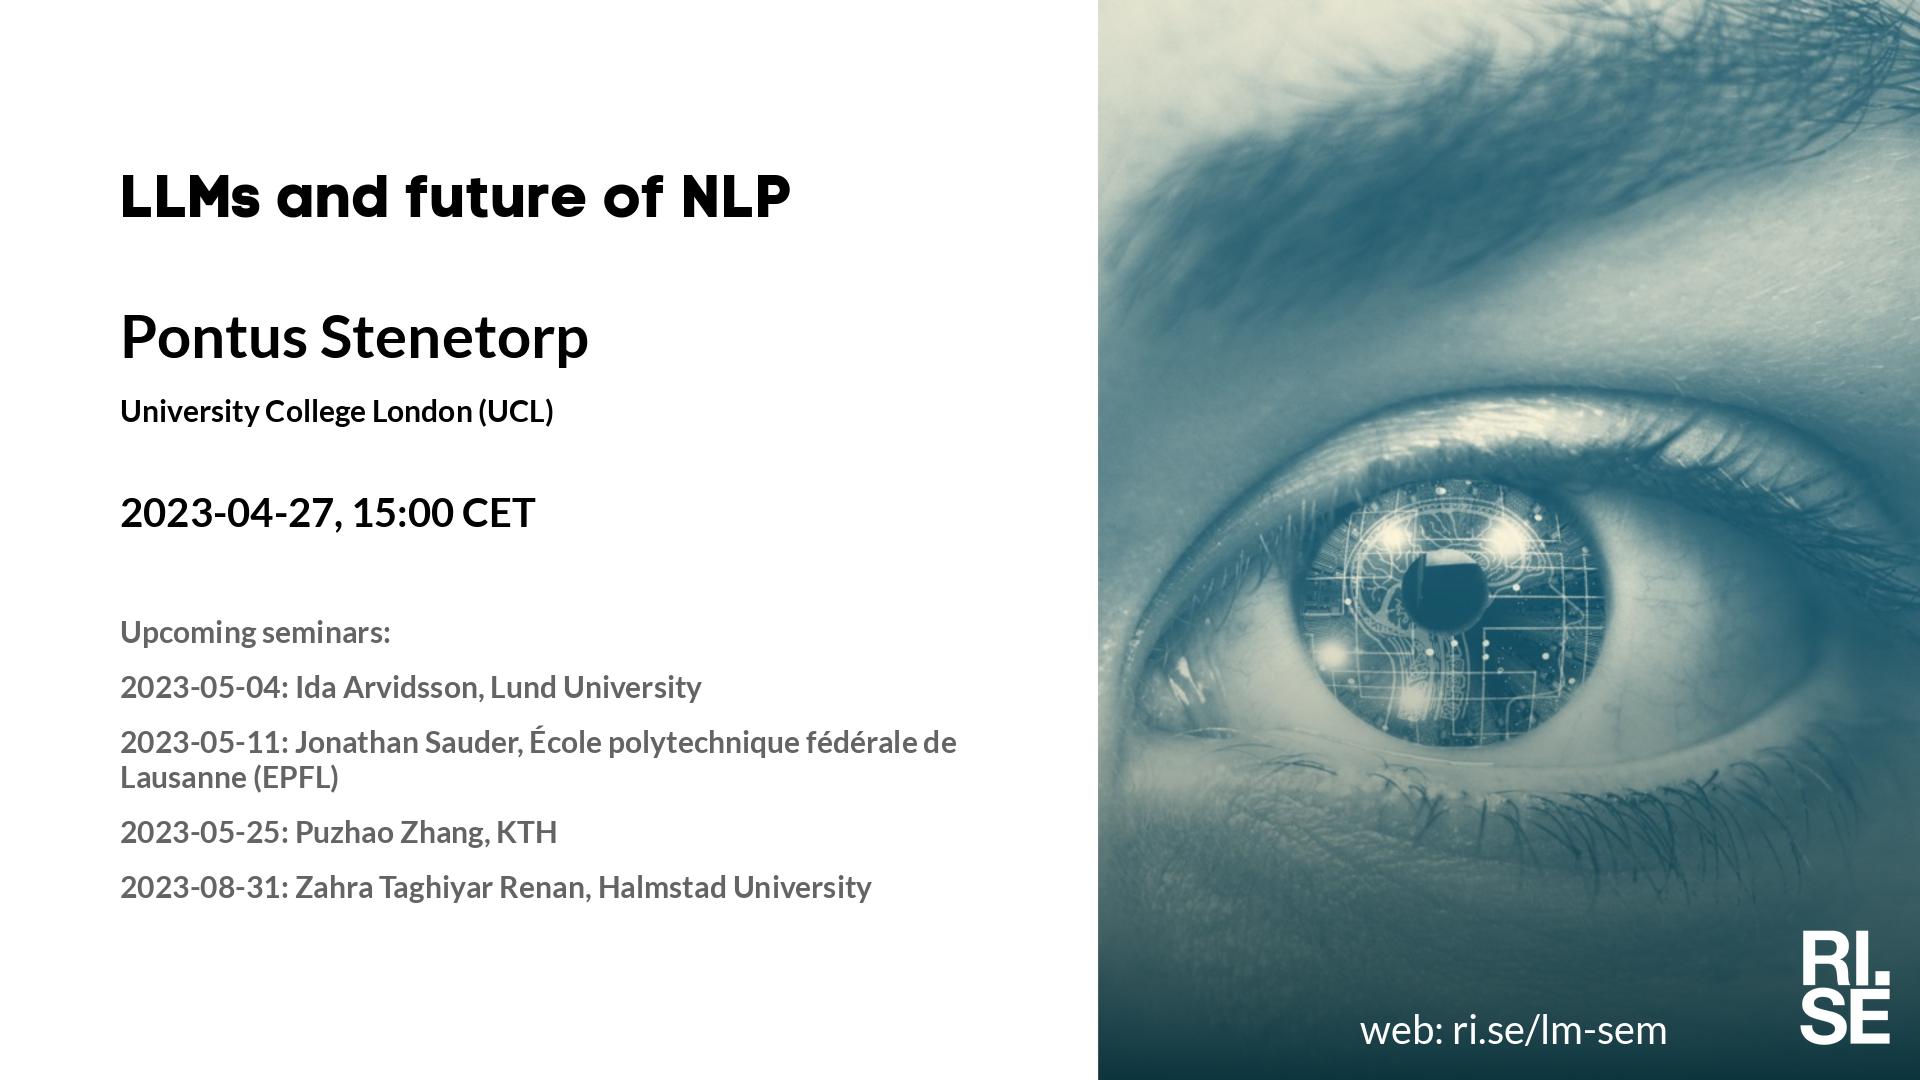 LLMs and future of NLP
Pontus Stenetorp
University College London (UCL)
2023-04-27, 15:00 CET
Upcoming seminars:
2023-05-04: Ida Arvidsson, Lund University
2023-05-11: Jonathan Sauder, École polytechnique fédérale de
Lausanne (EPFL)
2023-05-25: Puzhao Zhang, KTH
2023-08-31: Zahra Taghiyar Renan, Halmstad University
web: ri.se/lm-sem
RI.
SE